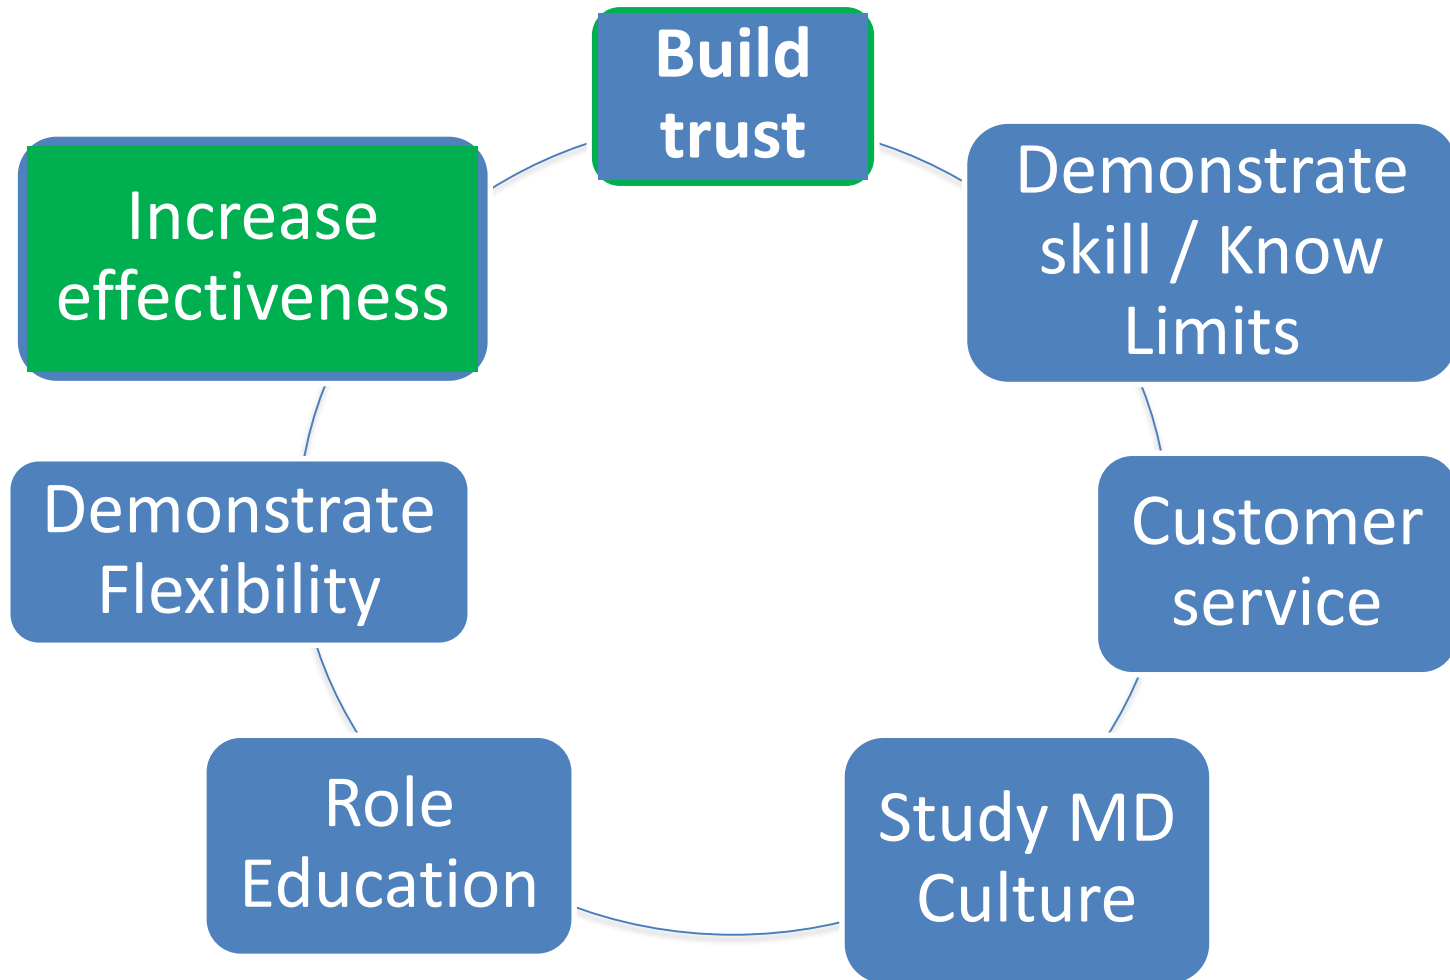 Build
trust
Demonstrate
skill / Know
Limits
Customer
service
Study MD
Culture
Role
Education
Demonstrate
Flexibility
Increase
effectiveness